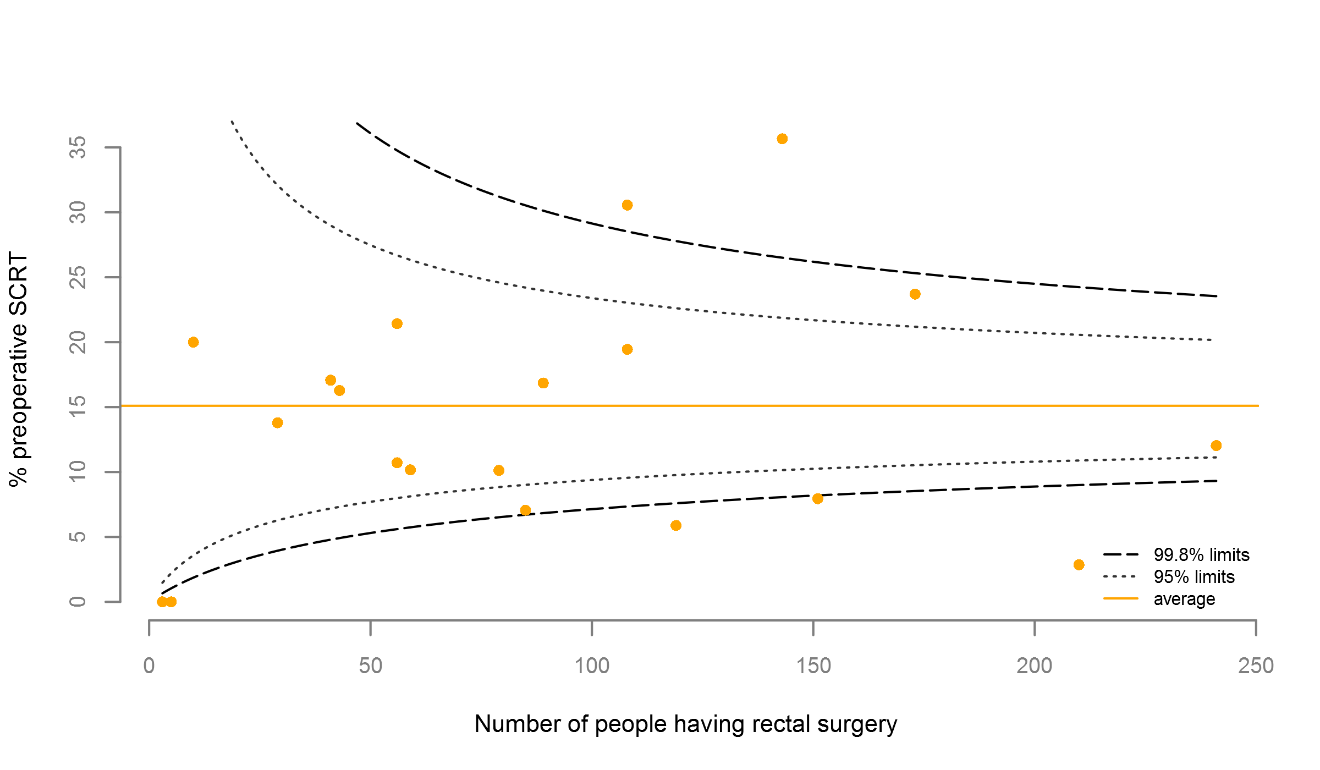 % preoperative SCRT
35
30
25
20
15
10
5
0
99.8% limits
95% limits
average
0 50 100 150 200 250
Number of people having rectal surgery